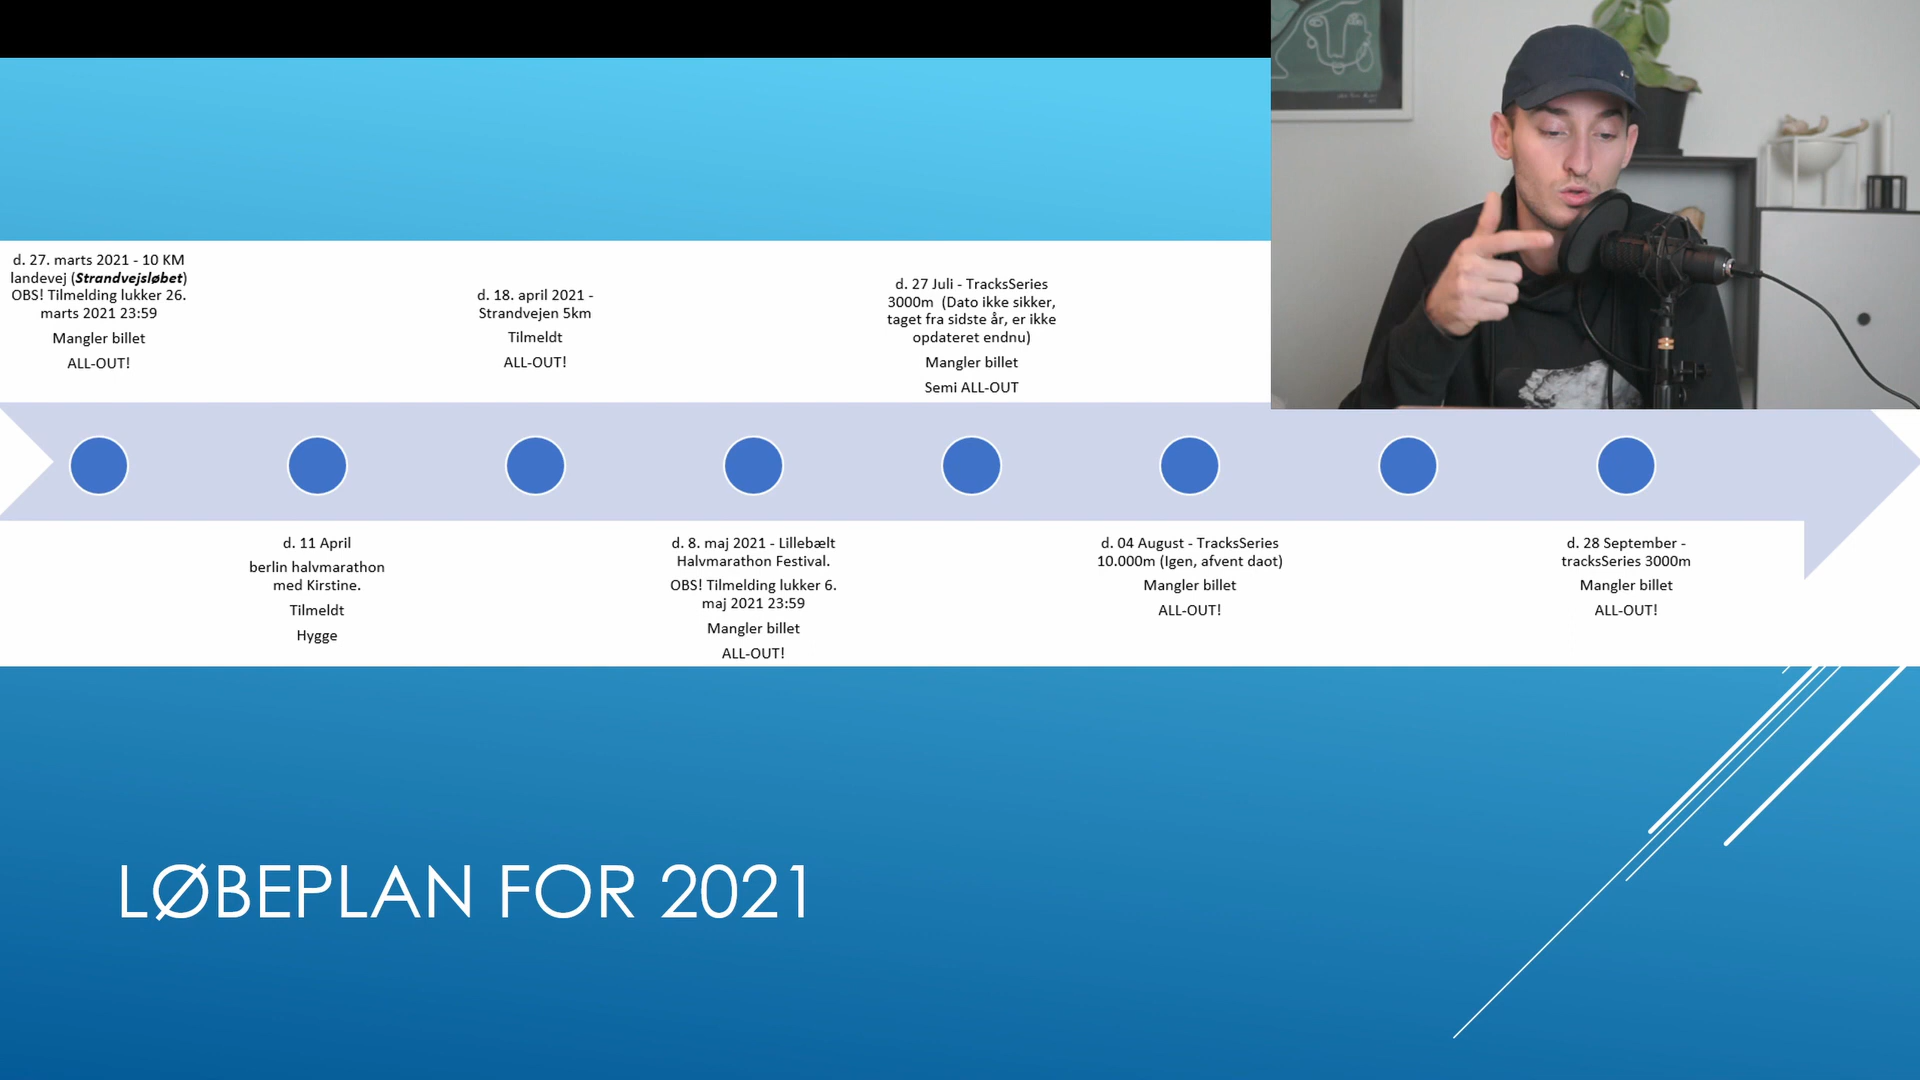 d. 27. marts 2021 - 10 KM
landevej (Strandvejsløbet)
OBS! Tilmelding lukker 26.
marts 2021 23:59
Mangler billet
ALL-OUT!
d. 11 April
berlin halvmarathon
med Kirstine.
Tilmeldt
Hygge
d. 18. april 2021 -
Strandvejen 5km
Tilmeldt
ALL-OUT!
d. 8. maj 2021 - Lillebælt
Halvmarathon Festival.
OBS! Tilmelding lukker 6.
maj 2021 23:59
Mangler billet
ALL-OUT!
d. 27 Juli - TracksSeries
3000m (Dato ikke sikker,
taget fra sidste år, er ikke
opdateret endnu)
Mangler billet
Semi ALL-OUT
d. 04 August - TracksSeries
10.000m (Igen, afvent daot)
Mangler billet
ALL-OUT!
d. 28 September -
tracksSeries 3000m
Mangler billet
ALL-OUT!
LØBEPLAN FOR 2021